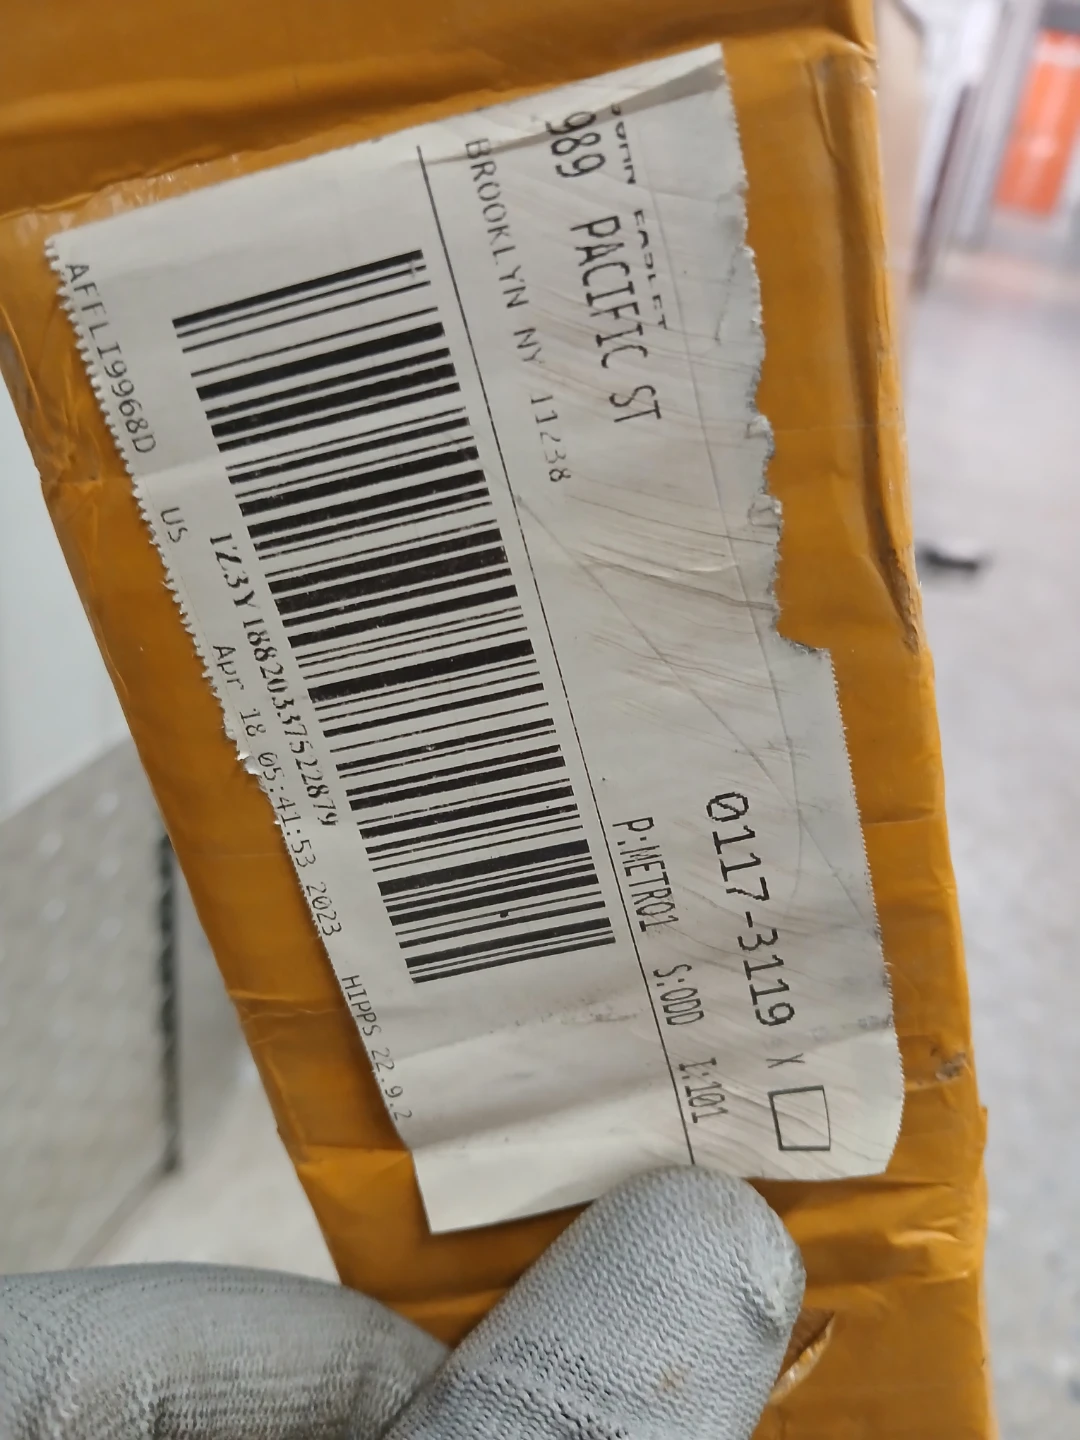 989 PACIFIC ST
BROOKLYN NY 11238
0117-3119 X
P:METRO1 S:ODD I:101
1Z3Y18820337522879
AFFLI9968D US Apr 18 05:41:53 2023 HIPPS 22.9.2